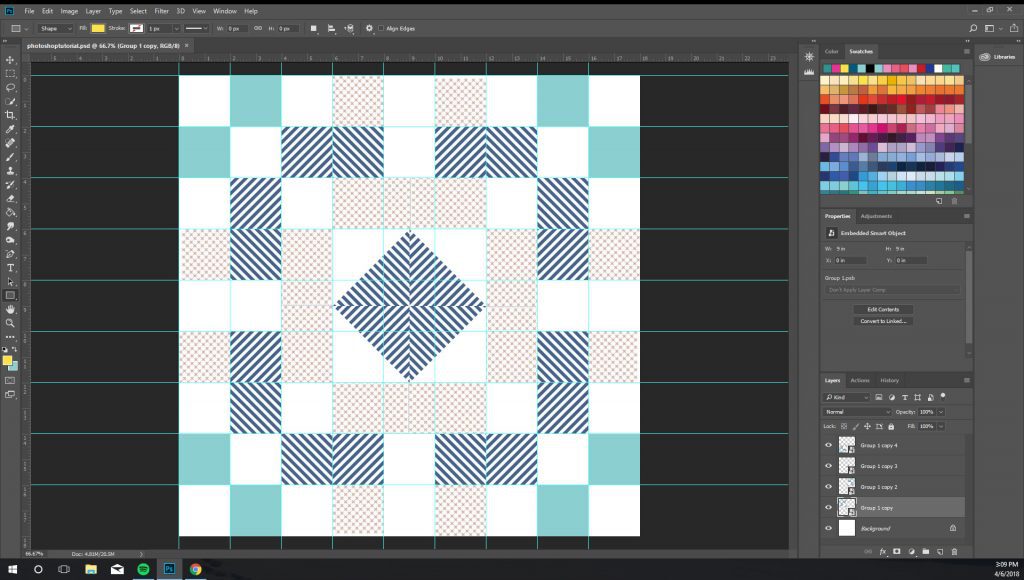 Ps File Edit Image Layer Type Select Filter 3D View Window Help
Shape Fill: Stroke: 1 px W: 0 px H: 0 px Align Edges
photoshoptutorial.psd @ 66.7% (Group 1 copy, RGB/8) ×
Color Swatches
Libraries
Properties Adjustments
Embedded Smart Object
W: 9 in H: 9 in
X: 0 in Y: 0 in
Group 1.psb
Don't Apply Layer Comp
Edit Contents
Convert to Linked...
Layers Actions History
Kind
Normal Opacity: 100%
Lock: Fill: 100%
Group 1 copy 4
Group 1 copy 3
Group 1 copy 2
Group 1 copy
Background
66.67% Doc: 4.81M/28.5M
Ps
3:09 PM
4/6/2018